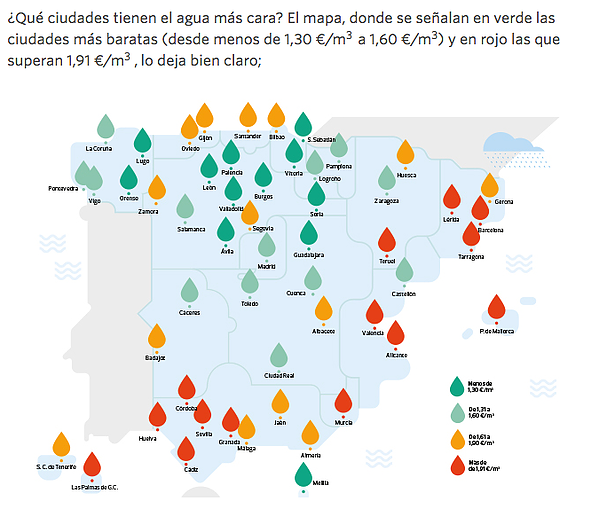 ¿Qué ciudades tienen el agua más cara? El mapa, donde se señalan en verde las
ciudades más baratas (desde menos de 1,30 €/m³ a 1,60 €/m³) y en rojo las que
superan 1,91 €/m³ , lo deja bien claro;
La Coruña
Lugo
Oviedo
Gijón
Santander
Bilbao
S. Sebastián
Pamplona
Vitoria
Logroño
Huesca
Palencia
León
Burgos
Pontevedra
Vigo
Orense
Zamora
Valladolid
Soria
Zaragoza
Lérida
Gerona
Barcelona
Tarragona
Salamanca
Segovia
Ávila
Madrid
Guadalajara
Teruel
Castellón
Cáceres
Toledo
Cuenca
Albacete
Valencia
Alicante
P. de Mallorca
Badajoz
Ciudad Real
Córdoba
Huelva
Sevilla
Granada
Málaga
Jaén
Murcia
Almería
Cádiz
Melilla
S. C. de Tenerife
Las Palmas de G.C.
Menos de
1,30 €/m³
De 1,31 a
1,60 €/m³
De 1,61 a
1,90 €/m³
Más de
de 1,91 €/m³